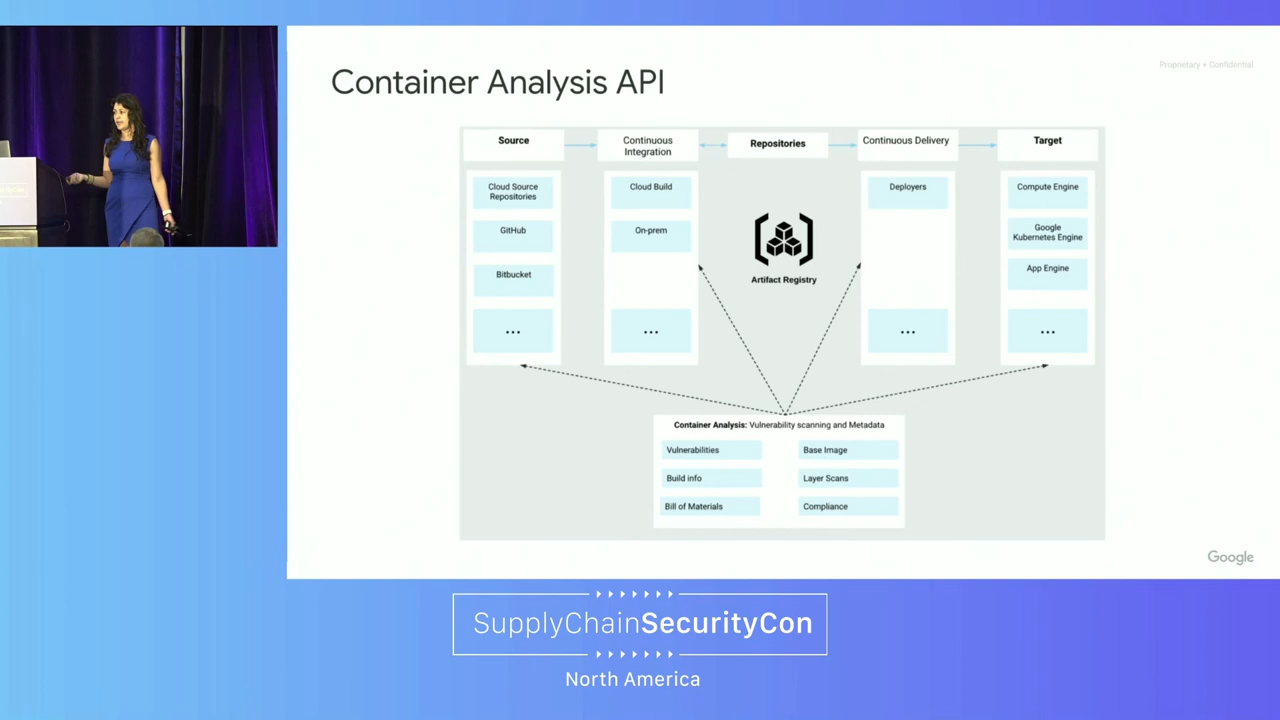 Container Analysis API
Proprietary + Confidential
Source
Continuous
Integration
Repositories
Continuous Delivery
Target
Cloud Source
Repositories
GitHub
Bitbucket
...
Cloud Build
On-prem
...
Artifact Registry
Deployers
...
Compute Engine
Google
Kubernetes Engine
App Engine
...
Container Analysis: Vulnerability scanning and Metadata
Vulnerabilities
Base Image
Build info
Layer Scans
Bill of Materials
Compliance
Google
SupplyChainSecurityCon
North America